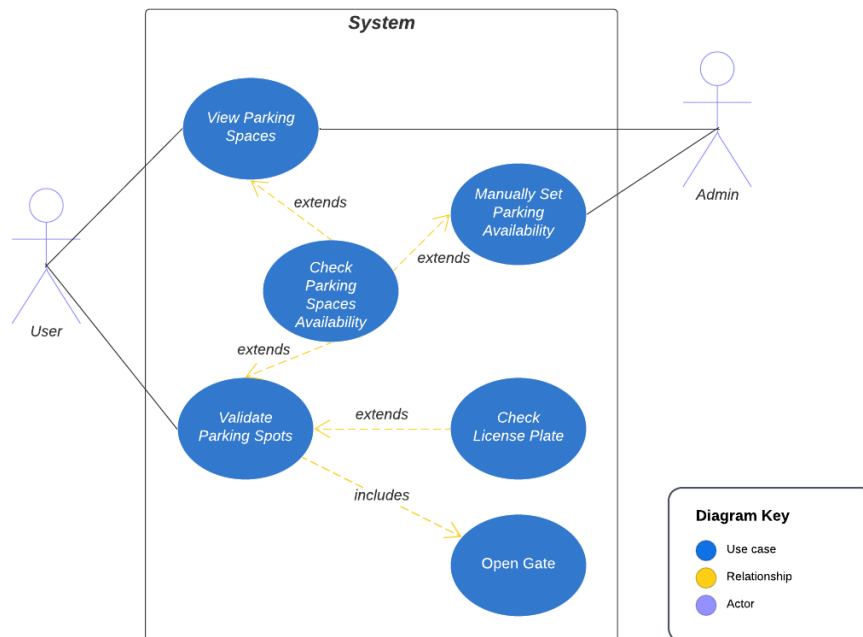 System
View Parking
Spaces
Admin
extends
Manually Set
Parking
Availability
extends
Check
Parking
Spaces
Availability
User
extends
Validate
Parking Spots
extends
Check
License Plate
includes
Open Gate
Diagram Key
Use case
Relationship
Actor